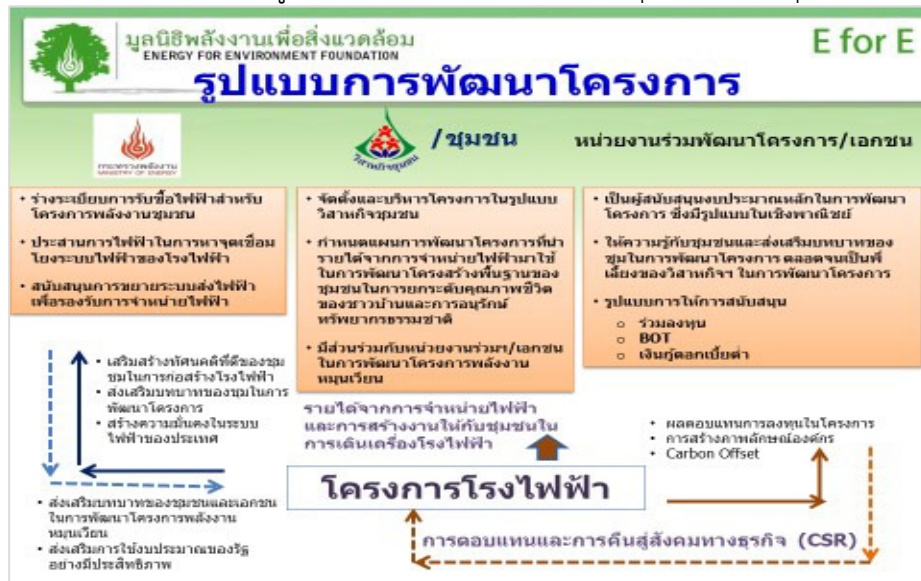 มูลนิธิพลังงานเพื่อสิ่งแวดล้อม
ENERGY FOR ENVIRONMENT FOUNDATION
E for E
รูปแบบการพัฒนาโครงการ
กระทรวงพลังงาน
MINISTRY OF ENERGY
วิสาหกิจชุมชน
/ชุมชน
หน่วยงานร่วมพัฒนาโครงการ/เอกชน
• ร่างระเบียบการรับซื้อไฟฟ้าสำหรับ
โครงการพลังงานชุมชน
• ประสานการไฟฟ้าในการหาจุดเชื่อม
โยงระบบไฟฟ้าของโรงไฟฟ้า
• สนับสนุนการขยายระบบส่งไฟฟ้า
เพื่อรองรับการจำหน่ายไฟฟ้า
• จัดตั้งและบริหารโครงการในรูปแบบ
วิสาหกิจชุมชน
• กำหนดแผนการพัฒนาโครงการที่นำ
รายได้จากการจำหน่ายไฟฟ้ามาใช้
ในการพัฒนาโครงสร้างพื้นฐานของ
ชุมชนในการยกระดับคุณภาพชีวิต
ของชาวบ้านและการอนุรักษ์
ทรัพยากรธรรมชาติ
• มีส่วนร่วมกับหน่วยงานร่วมฯ/เอกชน
ในการพัฒนาโครงการพลังงาน
หมุนเวียน
• เป็นผู้สนับสนุนงบประมาณหลักในการพัฒนา
โครงการ ซึ่งมีรูปแบบในเชิงพาณิชย์
• ให้ความรู้กับชุมชนและส่งเสริมบทบาทของ
ชุมในการพัฒนาโครงการ ตลอดจนเป็นพี่
เลี้ยงของวิสาหกิจฯ ในการพัฒนาโครงการ
• รูปแบบการให้การสนับสนุน
o ร่วมลงทุน
o BOT
o เงินกู้ดอกเบี้ยต่ำ
• เสริมสร้างทัศนคติที่ดีของชุม
ชมในการก่อสร้างโรงไฟฟ้า
• ส่งเสริมบทบาทของชุมในการ
พัฒนาโครงการ
• สร้างความมั่นคงในระบบ
ไฟฟ้าของประเทศ
รายได้จากการจำหน่ายไฟฟ้า
และการสร้างงานให้กับชุมชนใน
การเดินเครื่องโรงไฟฟ้า
• ผลตอบแทนการลงทุนในโครงการ
• การสร้างภาพลักษณ์องค์กร
• Carbon Offset
โครงการโรงไฟฟ้า
• ส่งเสริมบทบาทของชุมชนและเอกชน
ในการพัฒนาโครงการพลังงาน
หมุนเวียน
• ส่งเสริมการใช้งบประมาณของรัฐ
อย่างมีประสิทธิภาพ
การตอบแทนและการคืนสู่สังคมทางธุรกิจ (CSR)